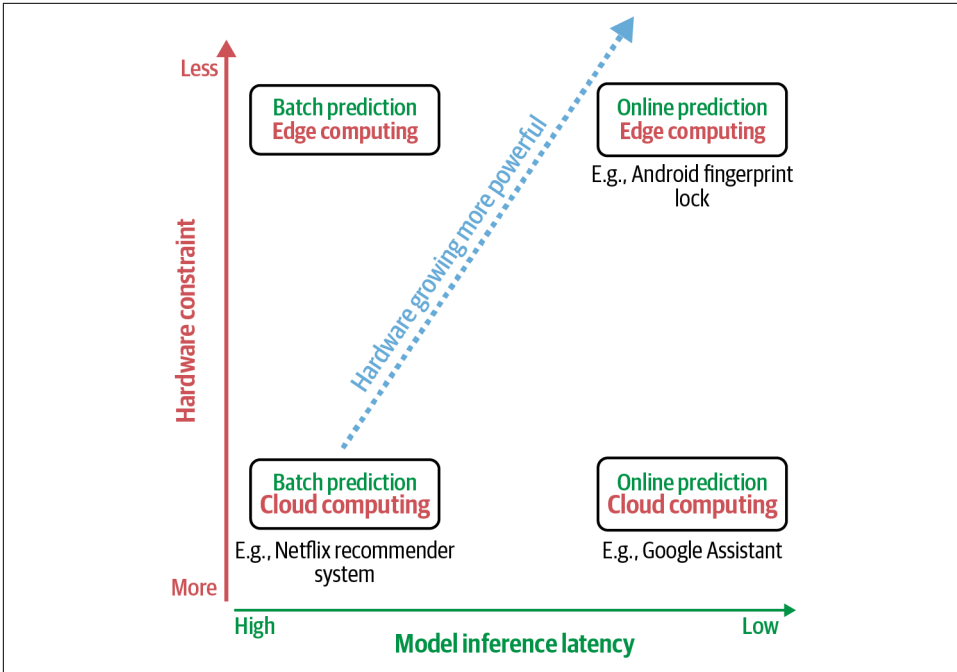 Less
Batch prediction
Edge computing
Online prediction
Edge computing
E.g., Android fingerprint
lock
Hardware growing more powerful
Hardware constraint
Batch prediction
Cloud computing
E.g., Netflix recommender
system
Online prediction
Cloud computing
E.g., Google Assistant
More
High
Model inference latency
Low